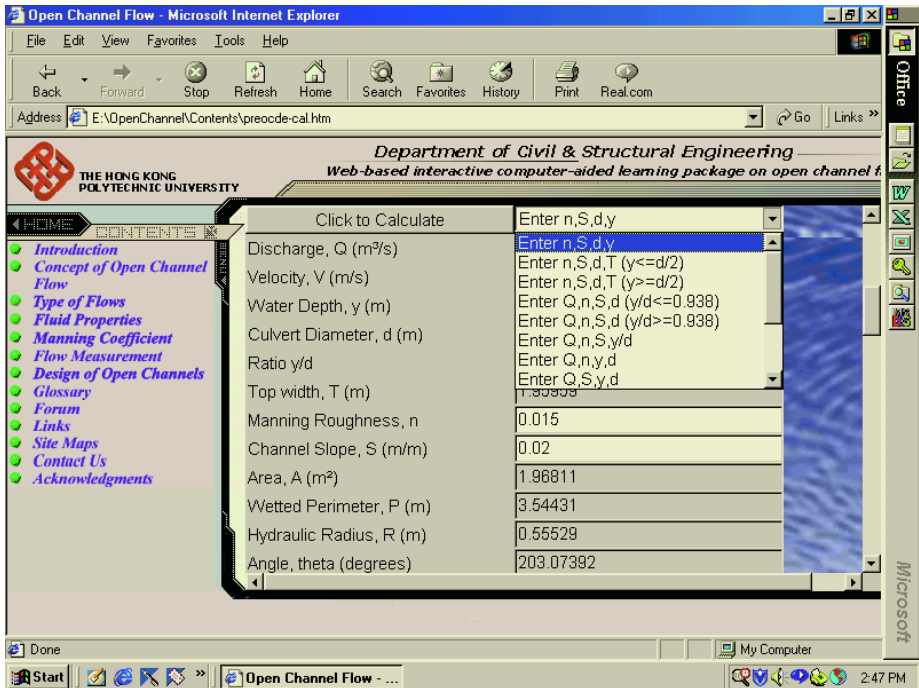 Open Channel Flow - Microsoft Internet Explorer
File Edit View Favorites Tools Help
Back Forward Stop Refresh Home Search Favorites History Print Real.com
Address E:\OpenChannel\Contents\preocde-cal.htm Go Links »
THE HONG KONG
POLYTECHNIC UNIVERSITY
Department of Civil & Structural Engineering
Web-based interactive computer-aided learning package on open channel f
HOME
CONTENTS
Introduction
Concept of Open Channel
Flow
Type of Flows
Fluid Properties
Manning Coefficient
Flow Measurement
Design of Open Channels
Glossary
Forum
Links
Site Maps
Contact Us
Acknowledgments
Click to Calculate Enter n,S,d,y
Discharge, Q (m³/s)
Velocity, V (m/s)
Water Depth, y (m)
Culvert Diameter, d (m)
Ratio y/d
Top width, T (m) 1.95959
Manning Roughness, n 0.015
Channel Slope, S (m/m) 0.02
Area, A (m²) 1.96811
Wetted Perimeter, P (m) 3.54431
Hydraulic Radius, R (m) 0.55529
Angle, theta (degrees) 203.07392
Enter n,S,d,y
Enter n,S,d,T (y<=d/2)
Enter n,S,d,T (y>=d/2)
Enter Q,n,S,d (y/d<=0.938)
Enter Q,n,S,d (y/d>=0.938)
Enter Q,n,S,y/d
Enter Q,n,y,d
Enter Q,S,y,d
Office
Microsoft
Done My Computer
Start » Open Channel Flow - ... 2:47 PM